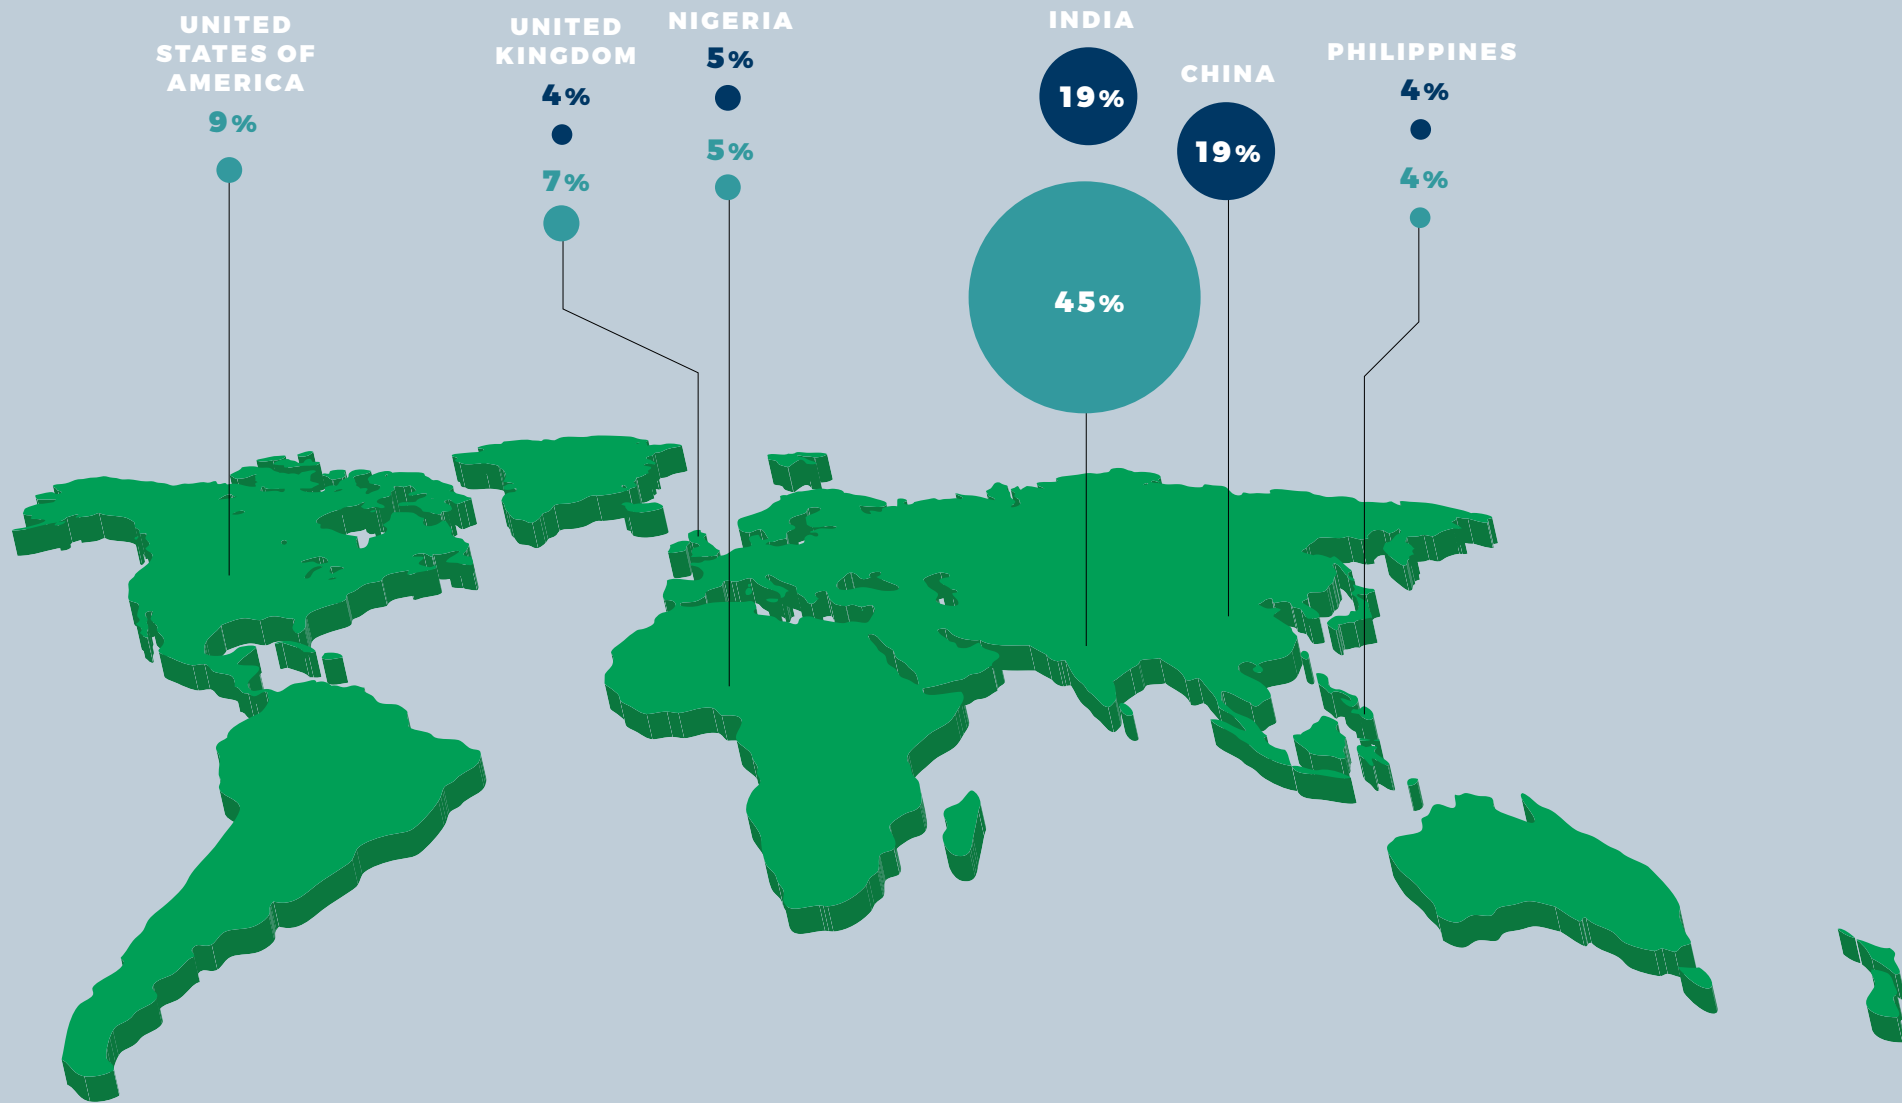 UNITED
STATES OF
AMERICA
9%
UNITED
KINGDOM
4%
7%
NIGERIA
5%
5%
INDIA
19%
45%
CHINA
19%
PHILIPPINES
4%
4%